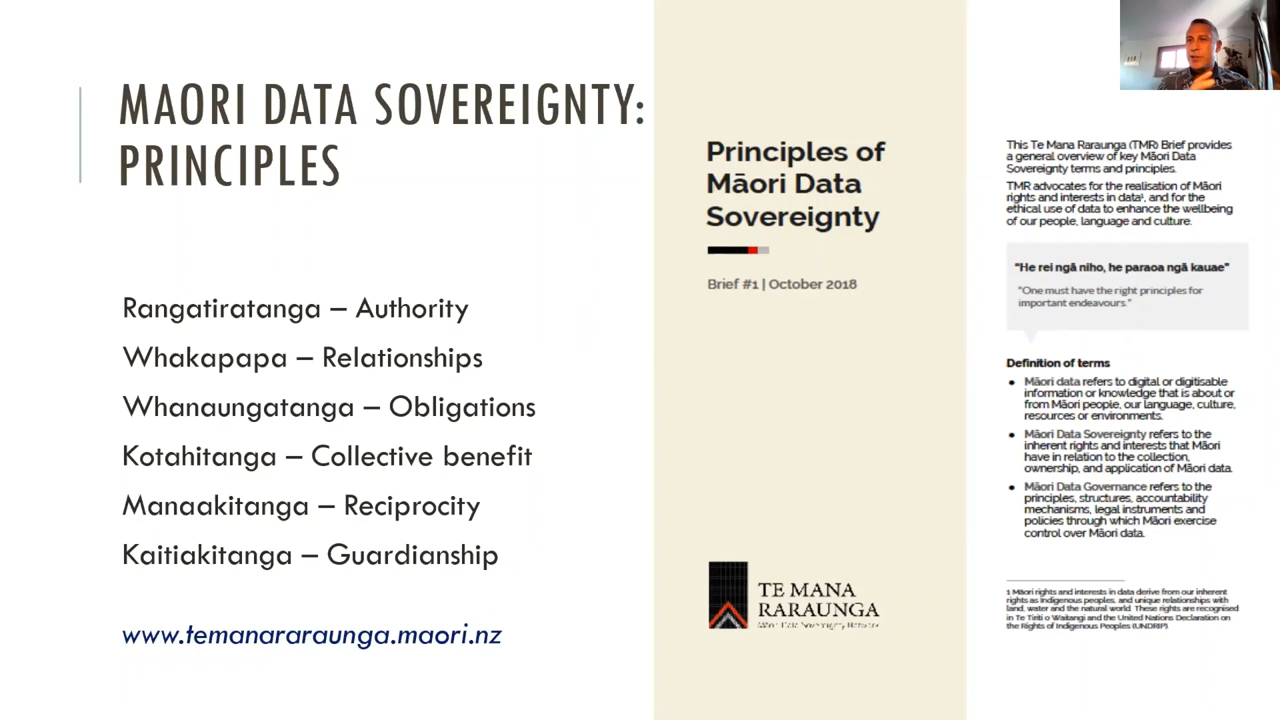 MAORI DATA SOVEREIGNTY:
PRINCIPLES
Rangatiratanga – Authority
Whakapapa – Relationships
Whanaungatanga – Obligations
Kotahitanga – Collective benefit
Manaakitanga – Reciprocity
Kaitiakitanga – Guardianship
www.temanararaunga.maori.nz
Principles of
Māori Data
Sovereignty
Brief #1 | October 2018
TE MANA
RARAUNGA
Māori Data Sovereignty Network
This Te Mana Raraunga (TMR) Brief provides
a general overview of key Māori Data
Sovereignty terms and principles.
TMR advocates for the realisation of Māori
rights and interests in data¹, and for the
ethical use of data to enhance the wellbeing
of our people, language and culture.
“He rei ngā niho, he paraoa ngā kauae”
“One must have the right principles for
important endeavours.”
Definition of terms
• Māori data refers to digital or digitisable
information or knowledge that is about or
from Māori people, our language, culture,
resources or environments.
• Māori Data Sovereignty refers to the
inherent rights and interests that Māori
have in relation to the collection,
ownership, and application of Māori data.
• Māori Data Governance refers to the
principles, structures, accountability
mechanisms, legal instruments and
policies through which Māori exercise
control over Māori data.
1 Māori rights and interests in data derive from our inherent
rights as indigenous peoples, and unique relationships with
land, water and the natural world. These rights are recognised
in Te Tiriti o Waitangi and the United Nations Declaration on
the Rights of Indigenous Peoples (UNDRIP).